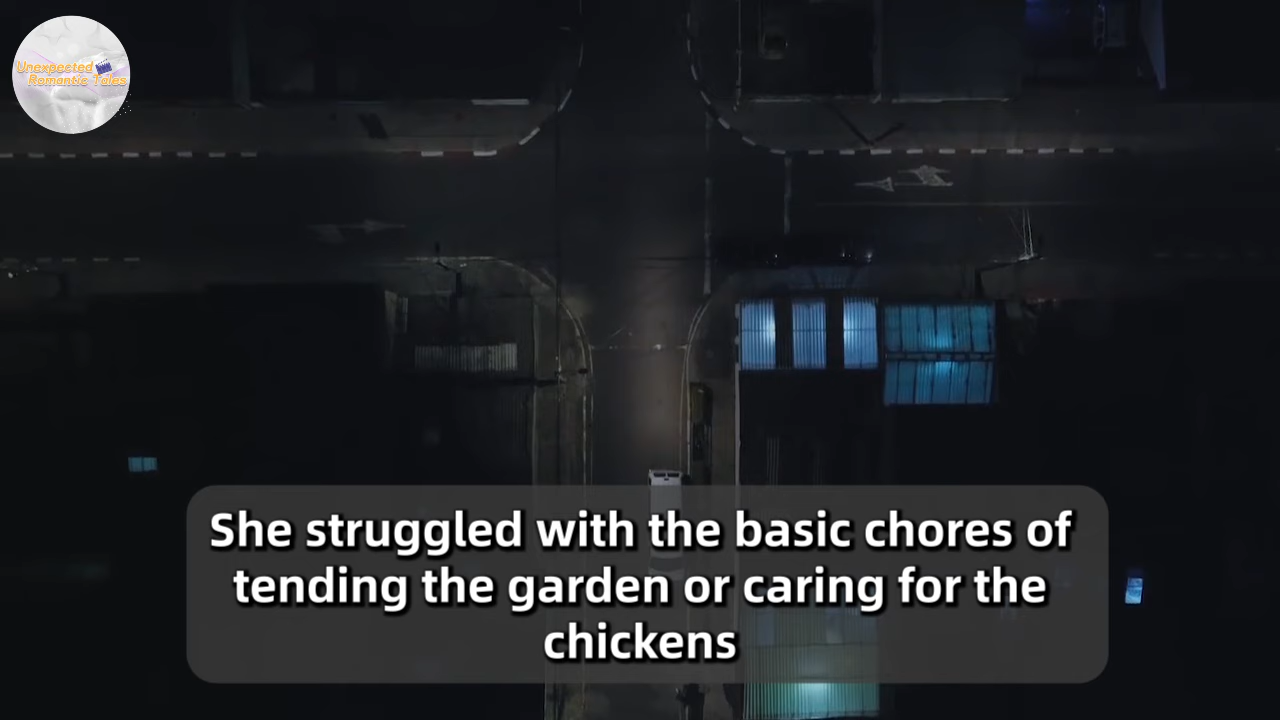 Unexpected
Romantic Tales
She struggled with the basic chores of
tending the garden or caring for the
chickens